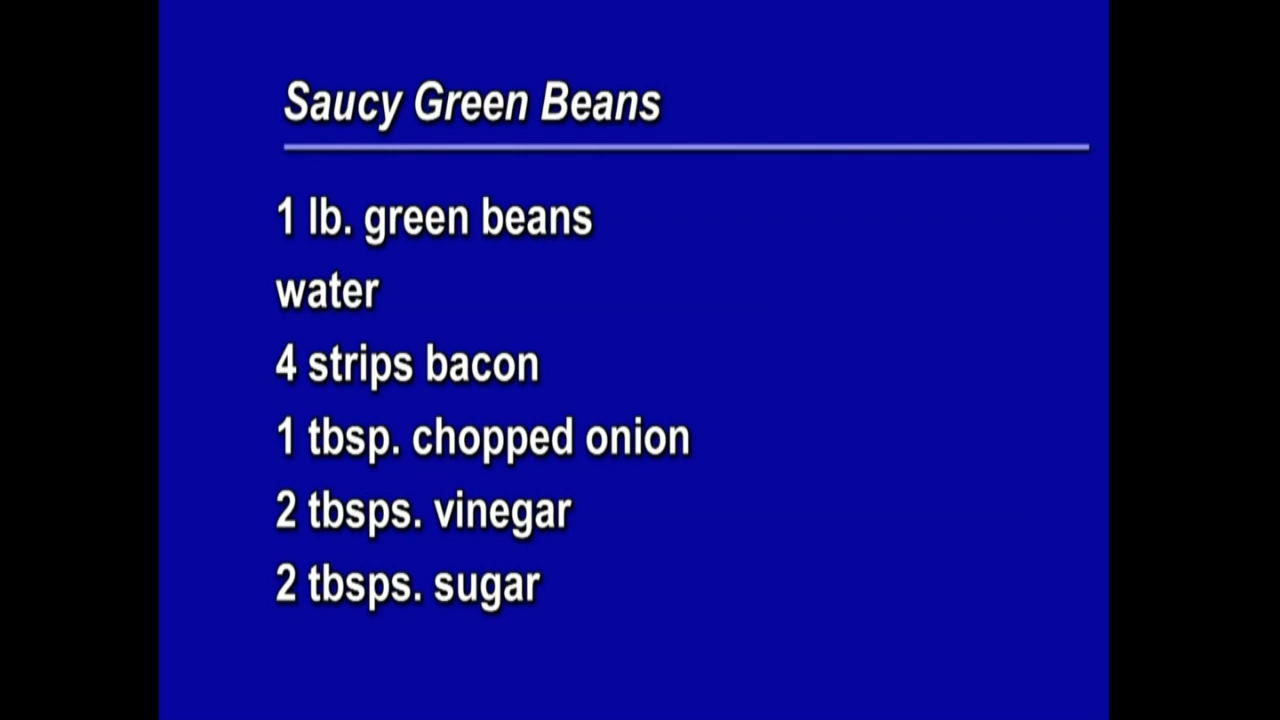 Saucy Green Beans
1 lb. green beans
water
4 strips bacon
1 tbsp. chopped onion
2 tbsps. vinegar
2 tbsps. sugar